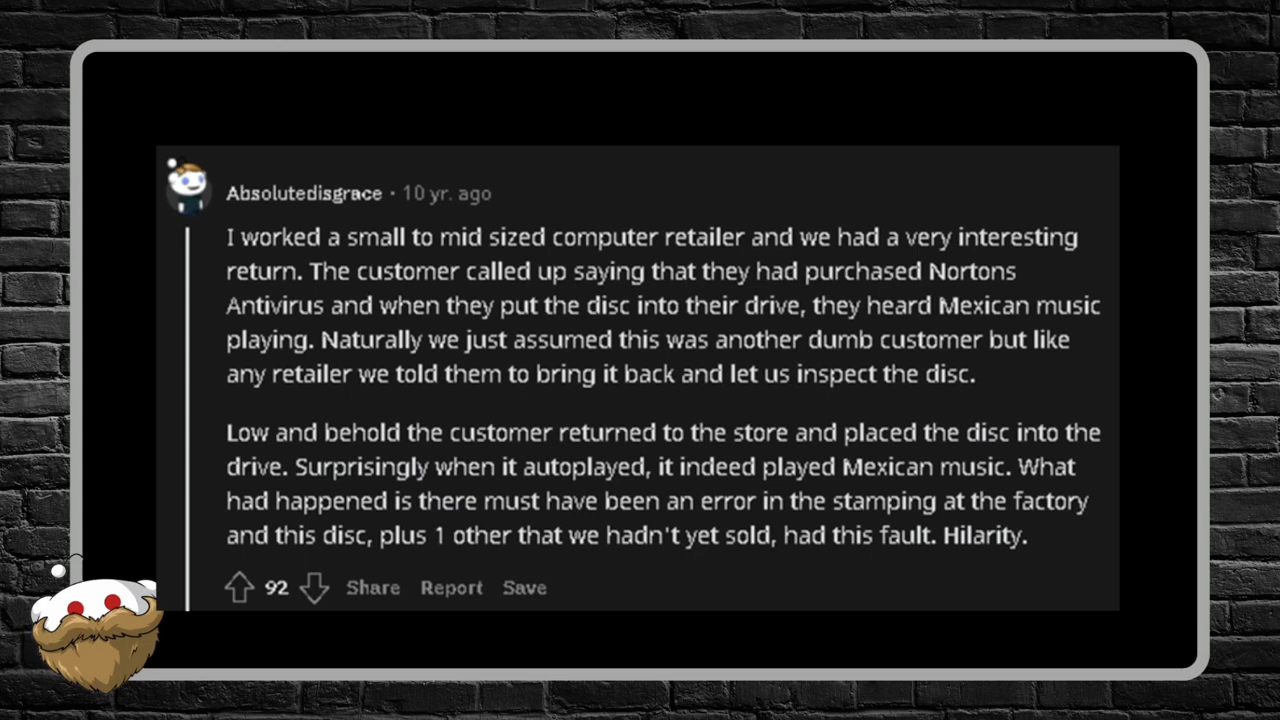 Absolutedisgrace · 10 yr. ago
I worked a small to mid sized computer retailer and we had a very interesting
return. The customer called up saying that they had purchased Nortons
Antivirus and when they put the disc into their drive, they heard Mexican music
playing. Naturally we just assumed this was another dumb customer but like
any retailer we told them to bring it back and let us inspect the disc.
Low and behold the customer returned to the store and placed the disc into the
drive. Surprisingly when it autoplayed, it indeed played Mexican music. What
had happened is there must have been an error in the stamping at the factory
and this disc, plus 1 other that we hadn't yet sold, had this fault. Hilarity.
92 Share Report Save